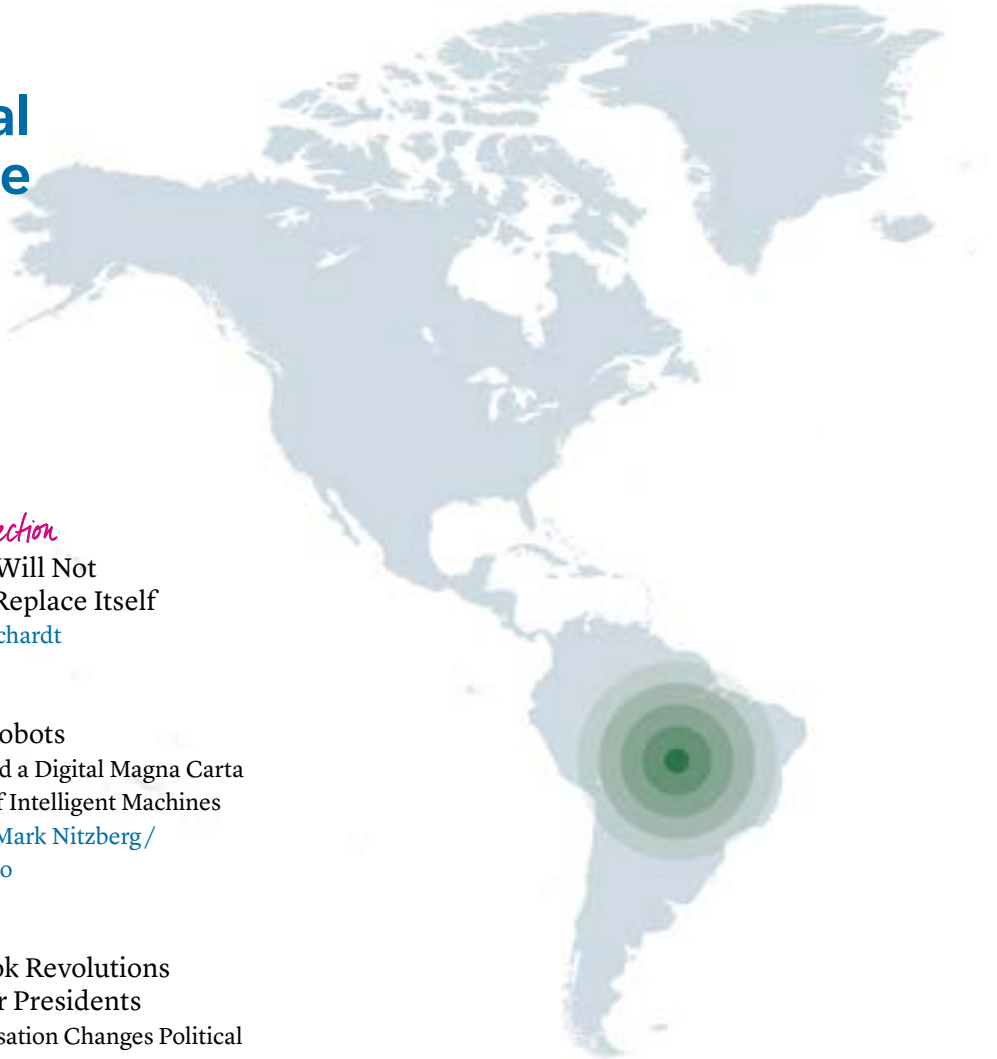 al
e
ection
Will Not
Replace Itself
chardt
obots
d a Digital Magna Carta
f Intelligent Machines
Mark Nitzberg /
o
ok Revolutions
r Presidents
sation Changes Political